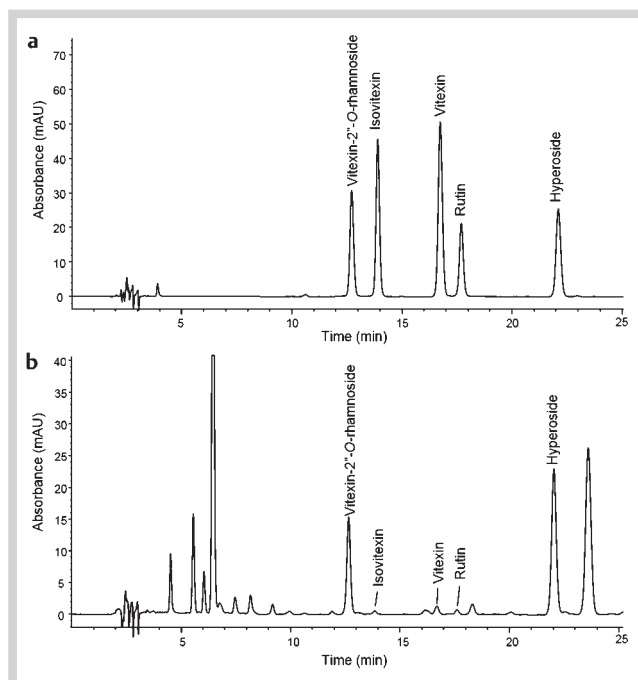 a
Absorbance (mAU)
70
60
50
40
30
20
10
0
Vitexin-2"-O-rhamnoside
Isovitexin
Vitexin
Rutin
Hyperoside
5
10
15
20
25
Time (min)
b
Absorbance (mAU)
40
35
30
25
20
15
10
5
0
Vitexin-2"-O-rhamnoside
Isovitexin
Vitexin
Rutin
Hyperoside
5
10
15
20
25
Time (min)